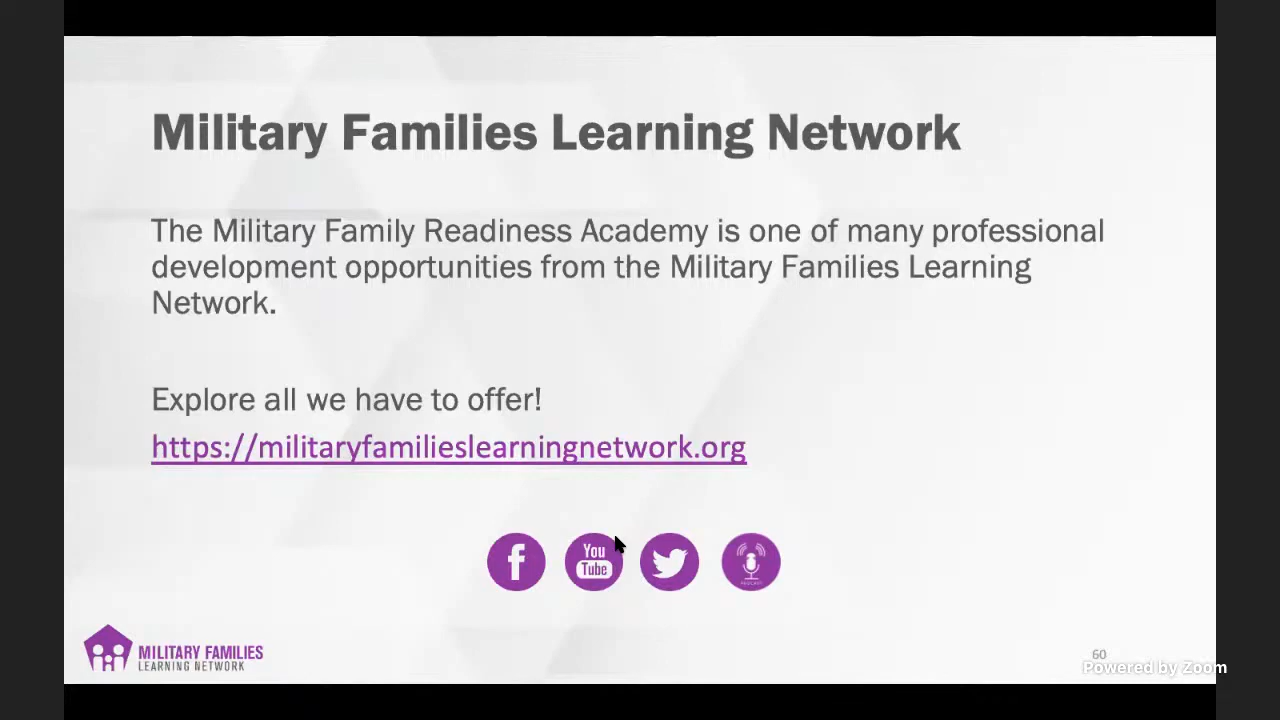 Military Families Learning Network
The Military Family Readiness Academy is one of many professional
development opportunities from the Military Families Learning
Network.
Explore all we have to offer!
https://militaryfamilieslearningnetwork.org
f
You
Tube
PODCAST
MILITARY FAMILIES
LEARNING NETWORK
60
Powered by Zoom